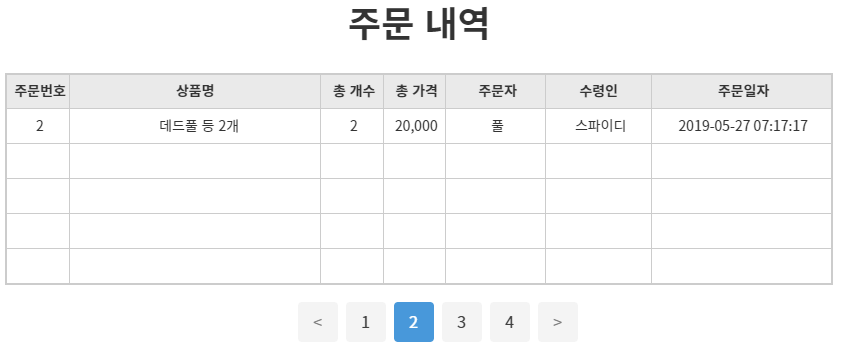 주문 내역
주문번호 상품명 총 개수 총 가격 주문자 수령인 주문일자
2 데드풀 등 2개 2 20,000 풀 스파이디 2019-05-27 07:17:17
< 1 2 3 4 >